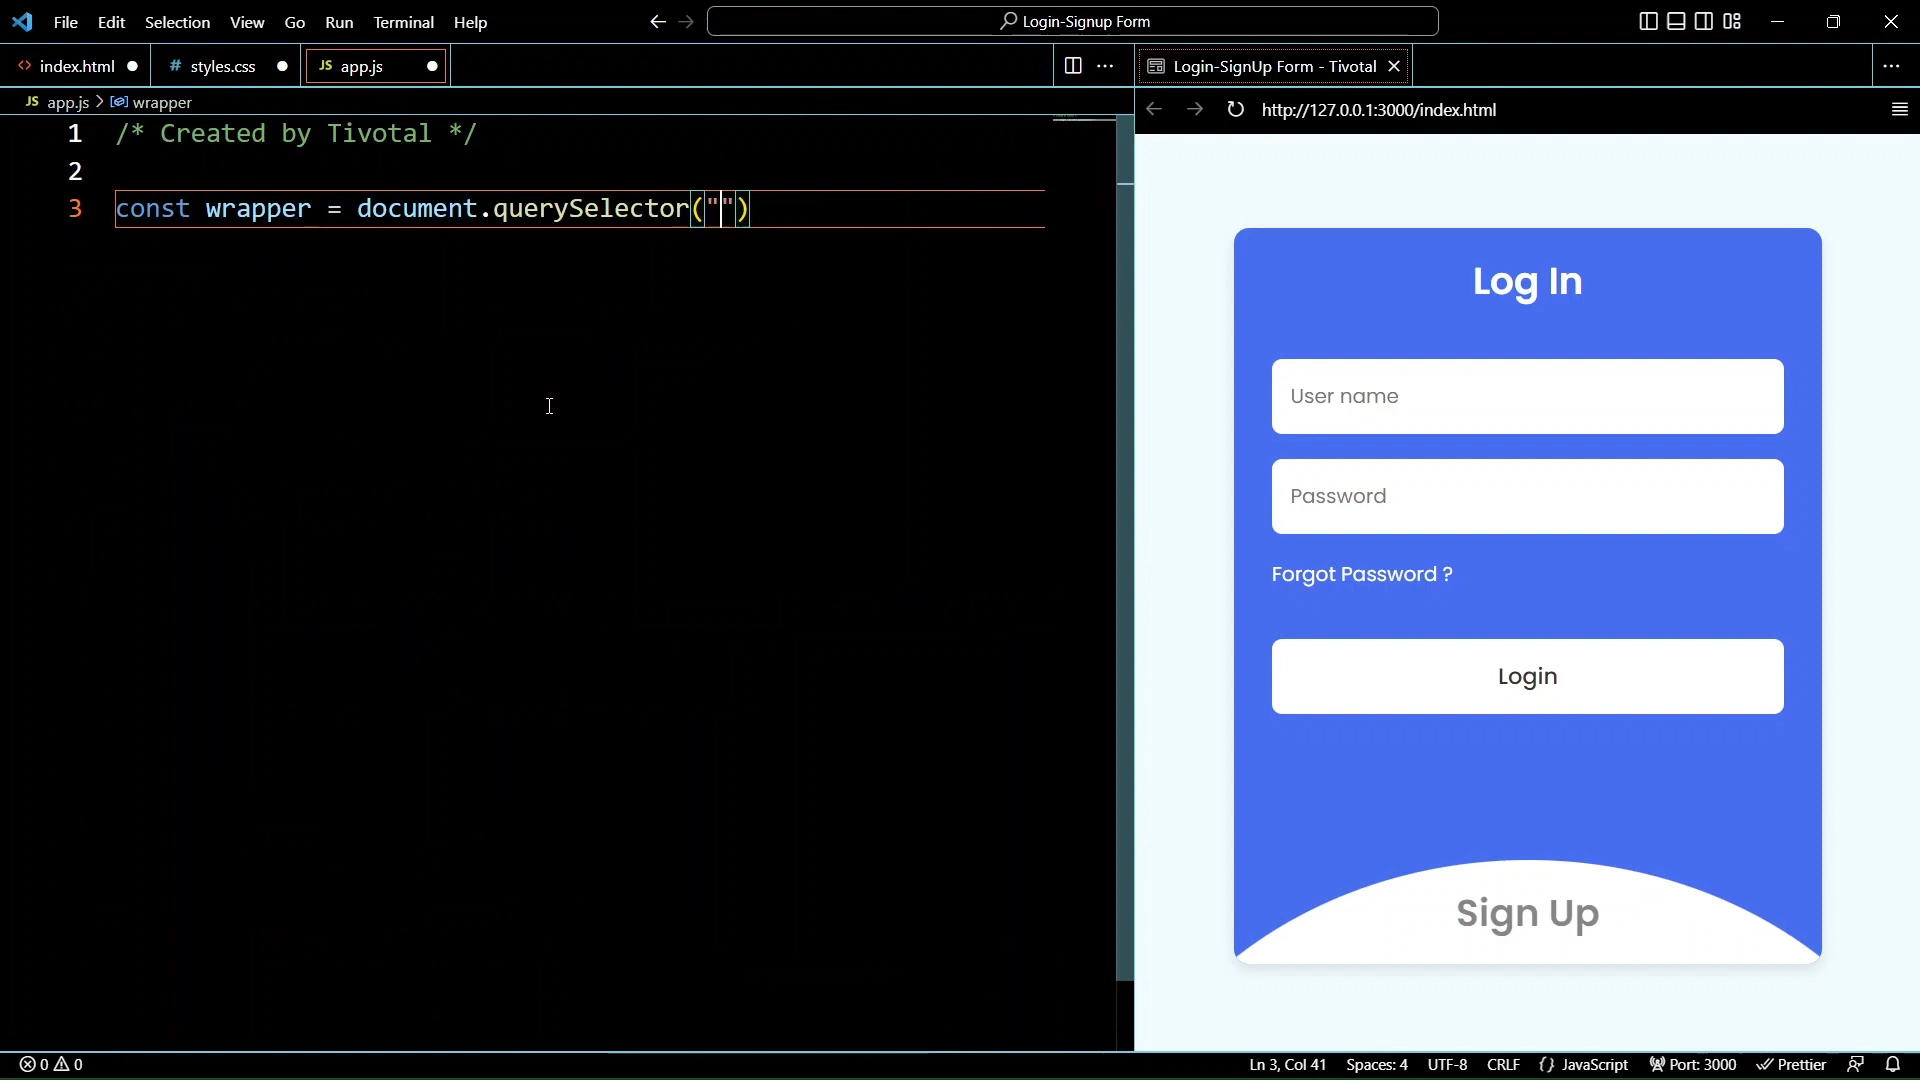 File Edit Selection View Go Run Terminal Help
Login-Signup Form
index.html
# styles.css
JS app.js
Login-SignUp Form - Tivotal
JS app.js > wrapper
http://127.0.0.1:3000/index.html
1 /* Created by Tivotal */
2
3 const wrapper = document.querySelector("")
Log In
User name
Password
Forgot Password ?
Login
Sign Up
0 0
Ln 3, Col 41 Spaces: 4 UTF-8 CRLF {} JavaScript Port: 3000 Prettier